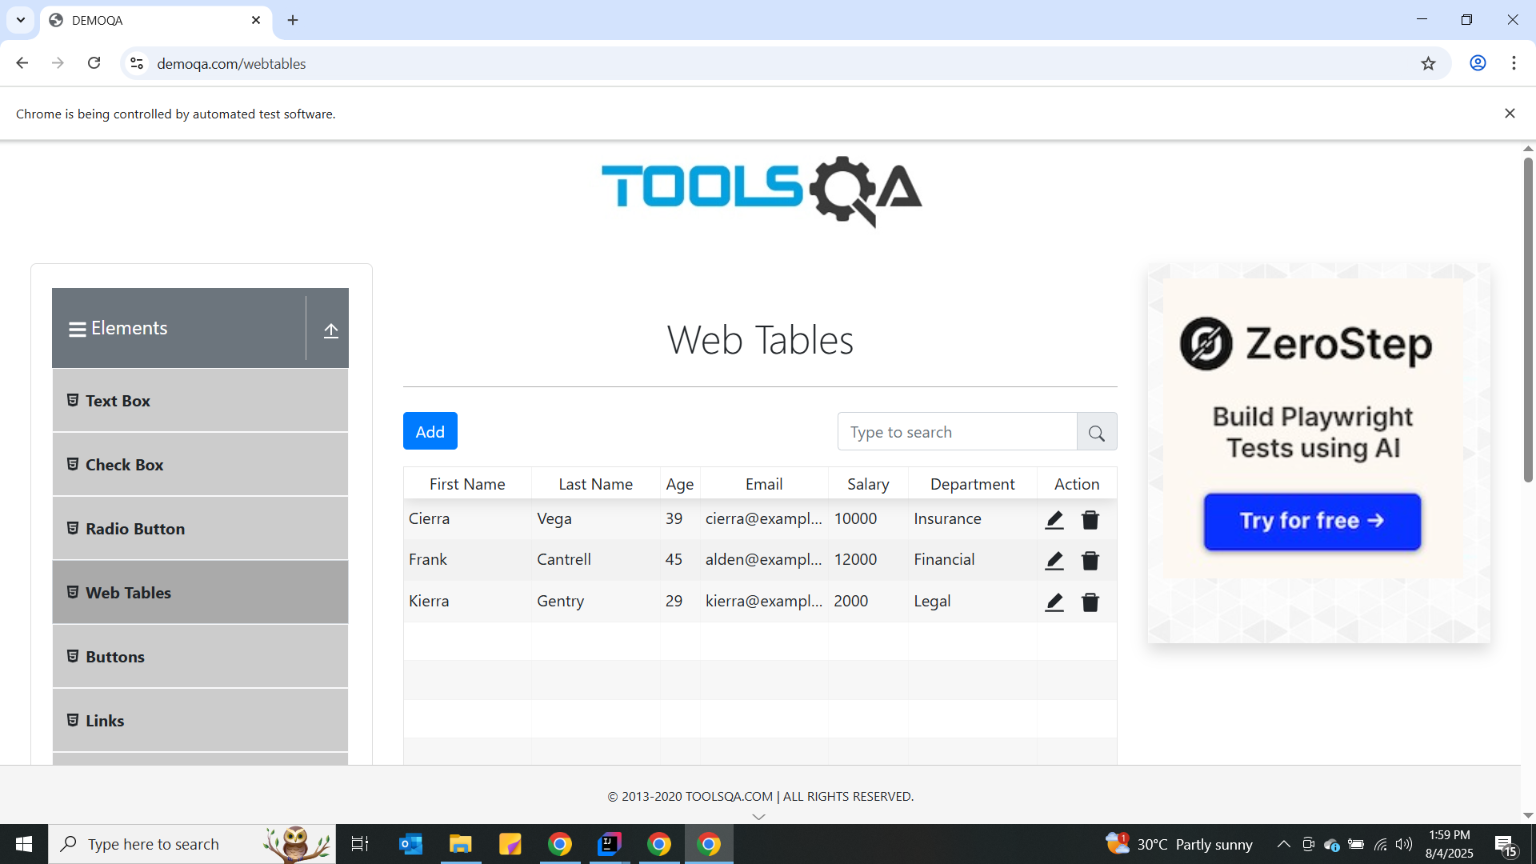 DEMOQA
demoqa.com/webtables
Chrome is being controlled by automated test software.
TOOLSQA
Elements
Text Box
Check Box
Radio Button
Web Tables
Buttons
Links
Web Tables
Add
Type to search
First Name Last Name Age Email Salary Department Action
Cierra Vega 39 cierra@exampl... 10000 Insurance
Frank Cantrell 45 alden@exampl... 12000 Financial
Kierra Gentry 29 kierra@exampl... 2000 Legal
ZeroStep
Build Playwright
Tests using AI
Try for free →
© 2013-2020 TOOLSQA.COM | ALL RIGHTS RESERVED.
Type here to search
1
30°C Partly sunny
1:59 PM
8/4/2025
15